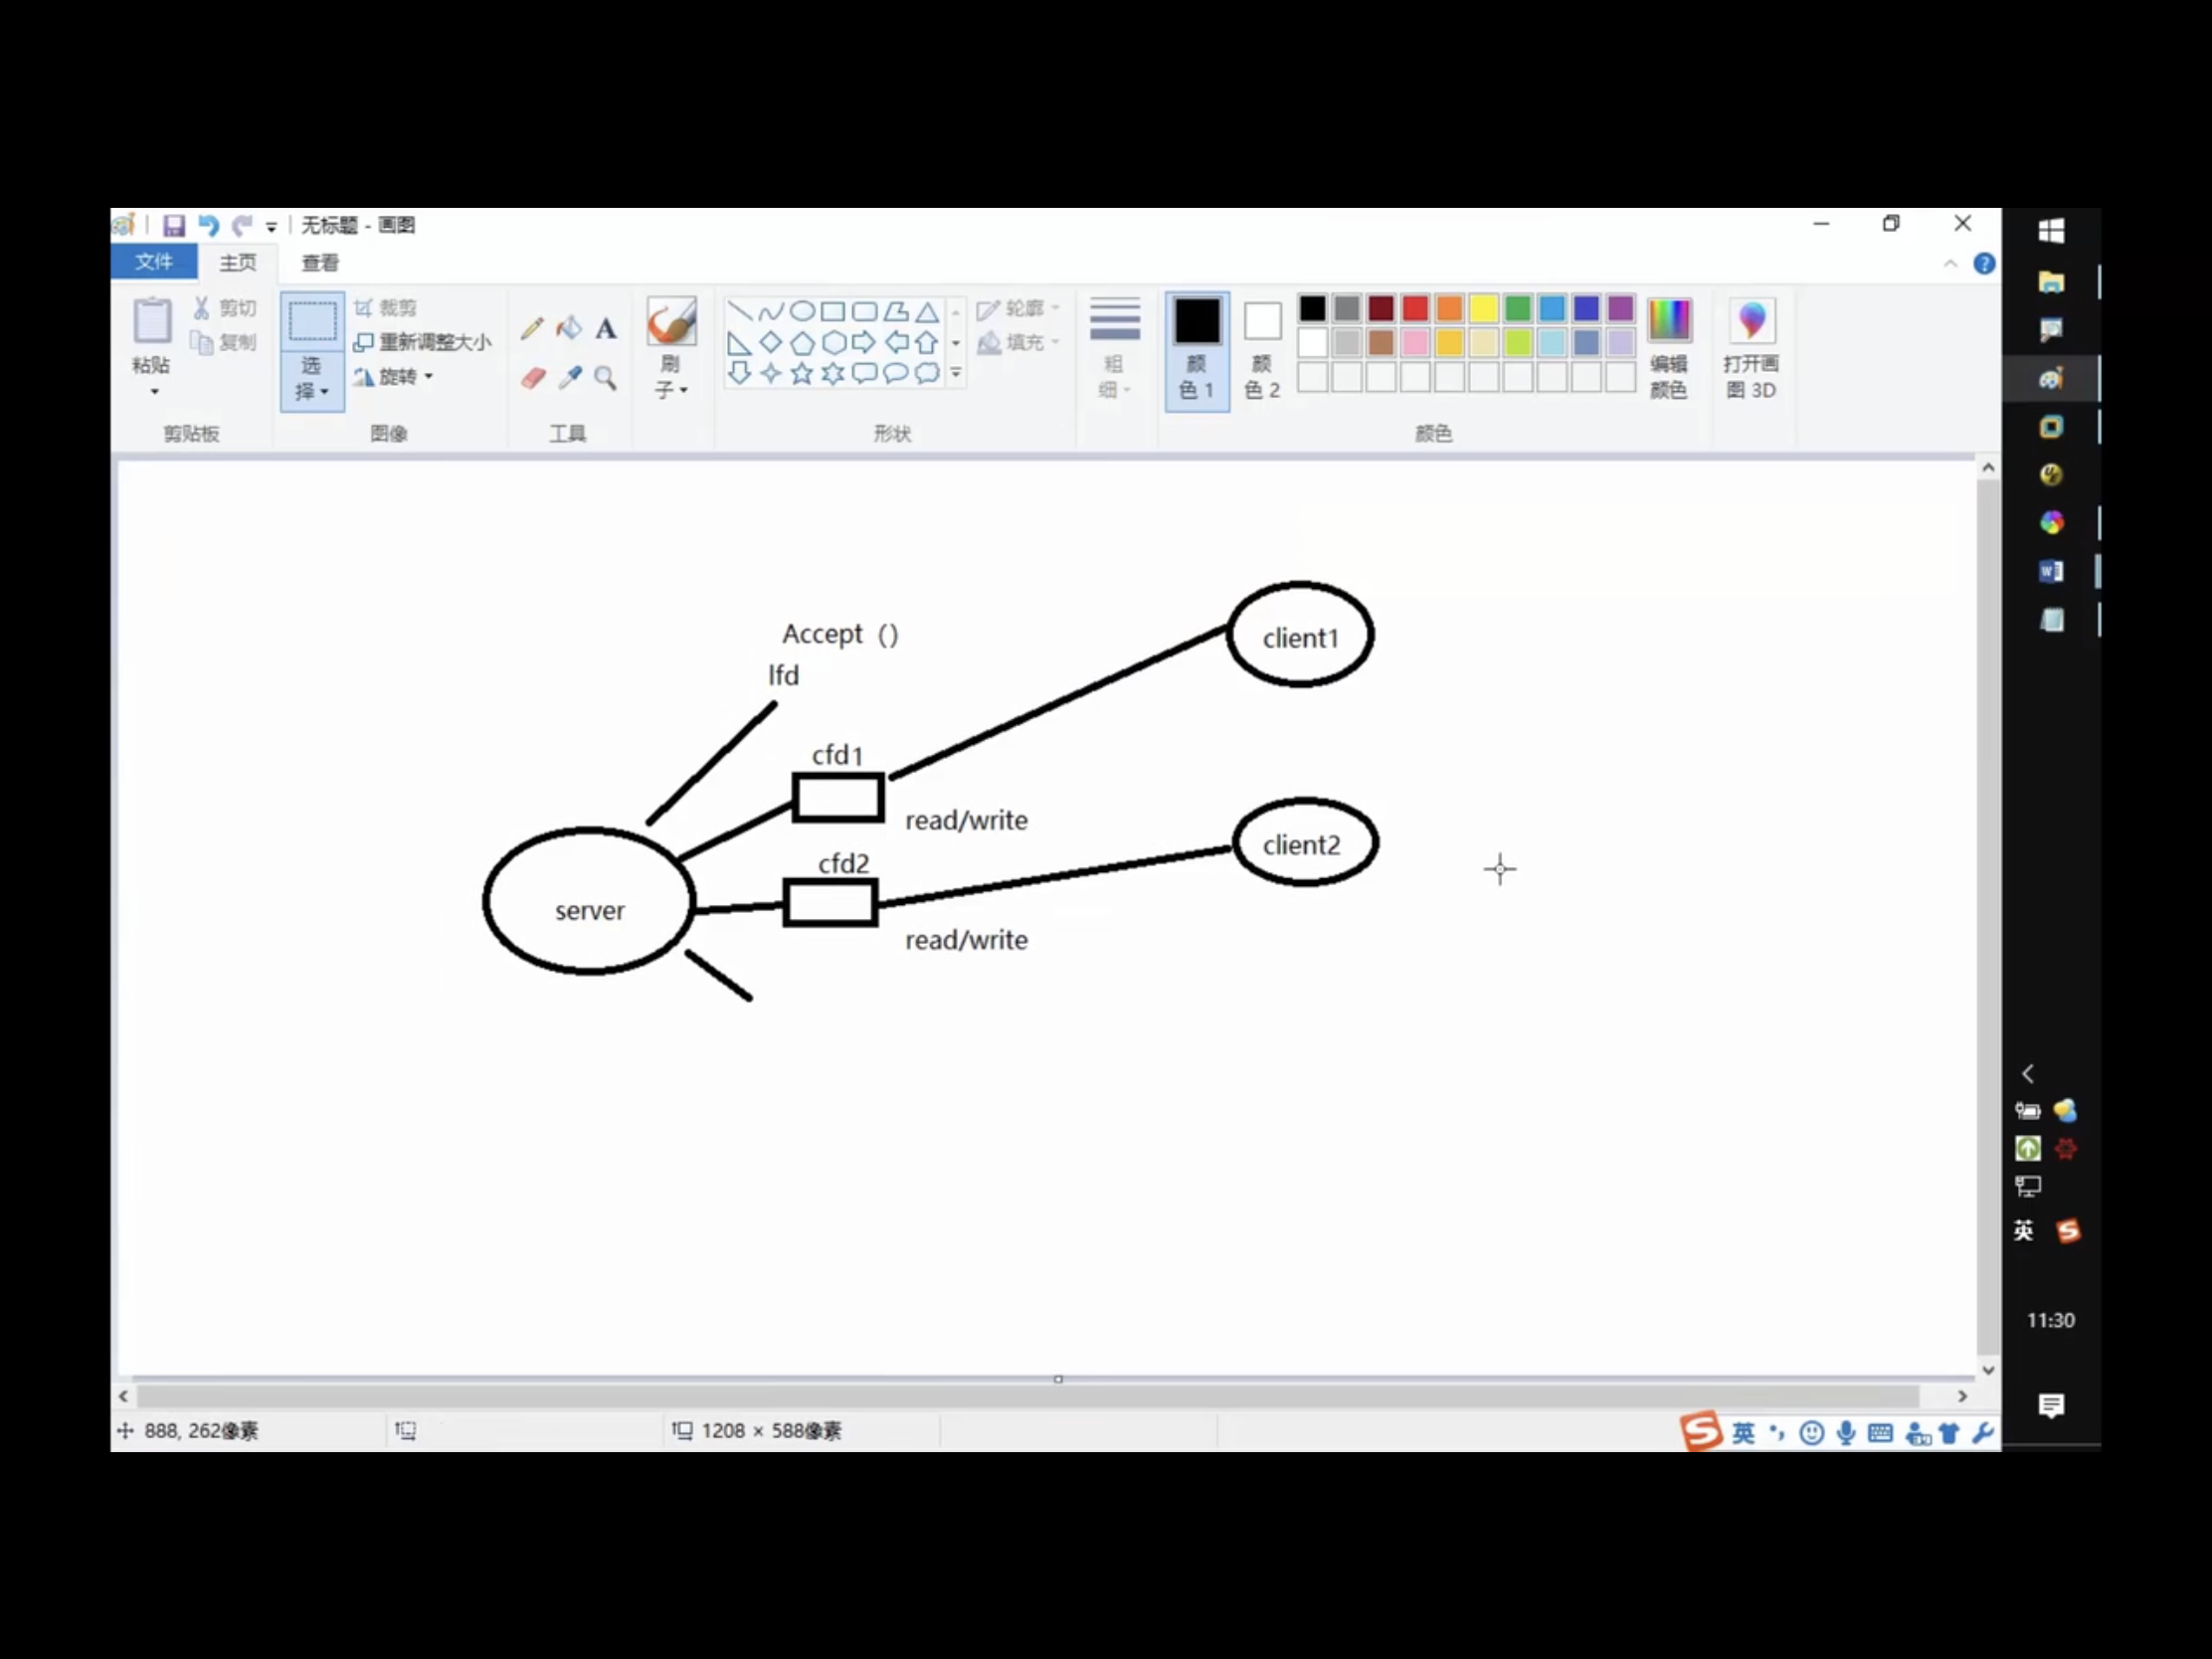 无标题 - 画图
文件 主页 查看
剪切
复制
粘贴
剪贴板
选
择
裁剪
重新调整大小
旋转
图像
A
工具
刷
子
轮廓
填充
形状
粗
细
颜
色 1
颜
色 2
颜色
编辑
颜色
打开画
图 3D
Accept ()
lfd
cfd1
client1
read/write
cfd2
client2
server
read/write
英
11:30
888, 262像素
1208 × 588像素
英